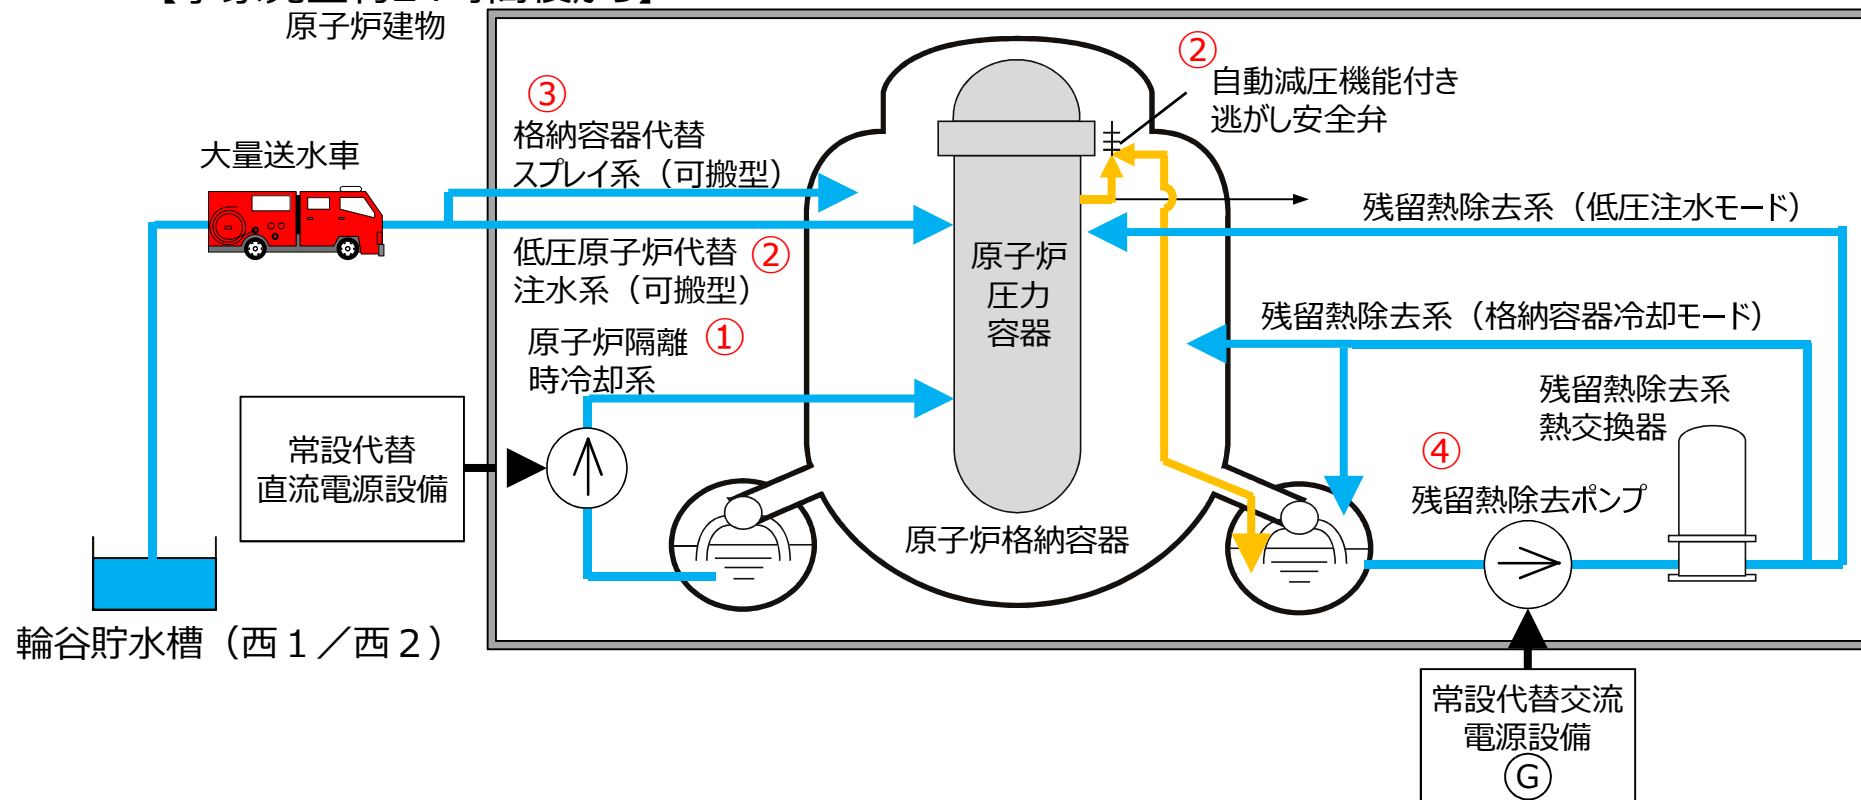 原子炉建物
③
格納容器代替
スプレイ系（可搬型）
②
自動減圧機能付き
逃がし安全弁
大量送水車
残留熱除去系（低圧注水モード）
低圧原子炉代替
注水系（可搬型）
②
原子炉
圧力
容器
残留熱除去系（格納容器冷却モード）
原子炉隔離
時冷却系
①
残留熱除去系
熱交換器
常設代替
直流電源設備
④
残留熱除去ポンプ
原子炉格納容器
輪谷貯水槽（西１／西２）
常設代替交流
電源設備
G